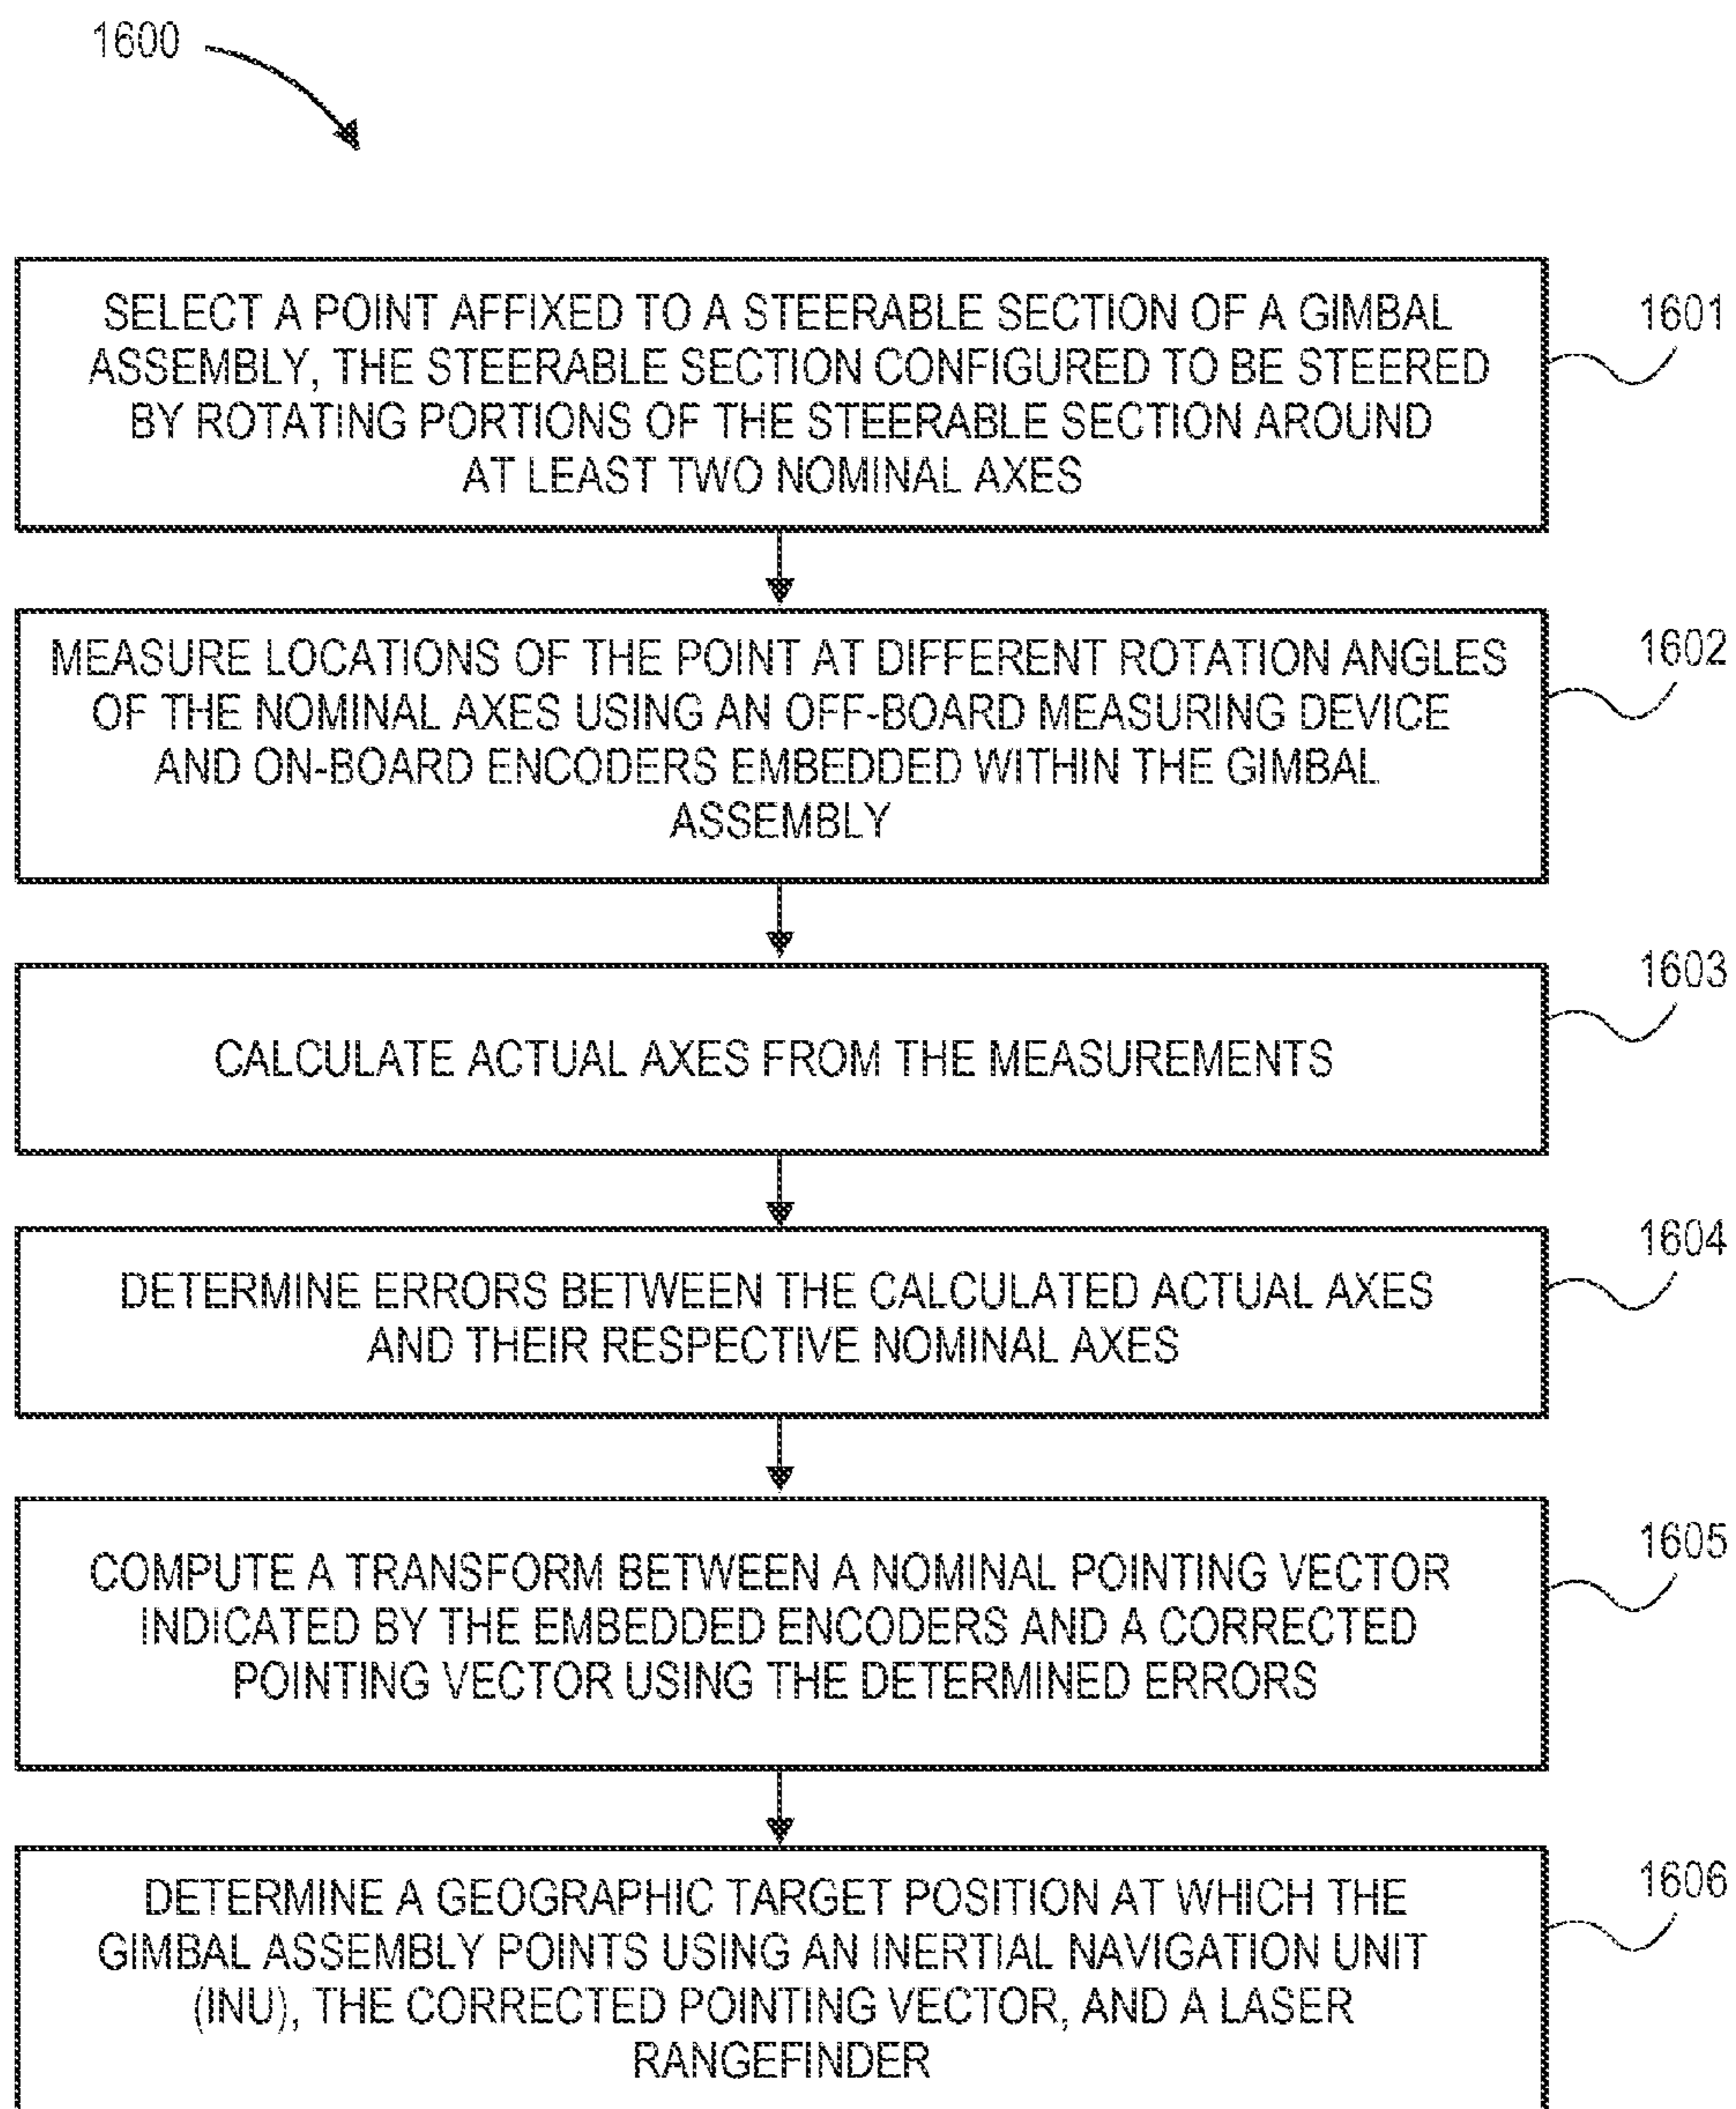 1600
SELECT A POINT AFFIXED TO A STEERABLE SECTION OF A GIMBAL
ASSEMBLY, THE STEERABLE SECTION CONFIGURED TO BE STEERED
BY ROTATING PORTIONS OF THE STEERABLE SECTION AROUND
AT LEAST TWO NOMINAL AXES
1601
MEASURE LOCATIONS OF THE POINT AT DIFFERENT ROTATION ANGLES
OF THE NOMINAL AXES USING AN OFF-BOARD MEASURING DEVICE
AND ON-BOARD ENCODERS EMBEDDED WITHIN THE GIMBAL
ASSEMBLY
1602
CALCULATE ACTUAL AXES FROM THE MEASUREMENTS
1603
DETERMINE ERRORS BETWEEN THE CALCULATED ACTUAL AXES
AND THEIR RESPECTIVE NOMINAL AXES
1604
COMPUTE A TRANSFORM BETWEEN A NOMINAL POINTING VECTOR
INDICATED BY THE EMBEDDED ENCODERS AND A CORRECTED
POINTING VECTOR USING THE DETERMINED ERRORS
1605
DETERMINE A GEOGRAPHIC TARGET POSITION AT WHICH THE
GIMBAL ASSEMBLY POINTS USING AN INERTIAL NAVIGATION UNIT
(INU), THE CORRECTED POINTING VECTOR, AND A LASER
RANGEFINDER
1606